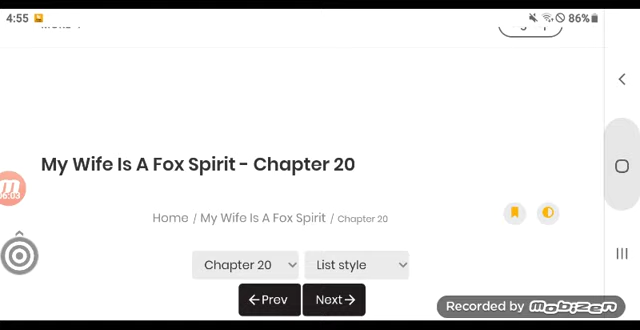 4:55
86%
My Wife Is A Fox Spirit - Chapter 20
Home / My Wife Is A Fox Spirit / Chapter 20
Chapter 20
List style
←Prev
Next→
Recorded by Mobizen